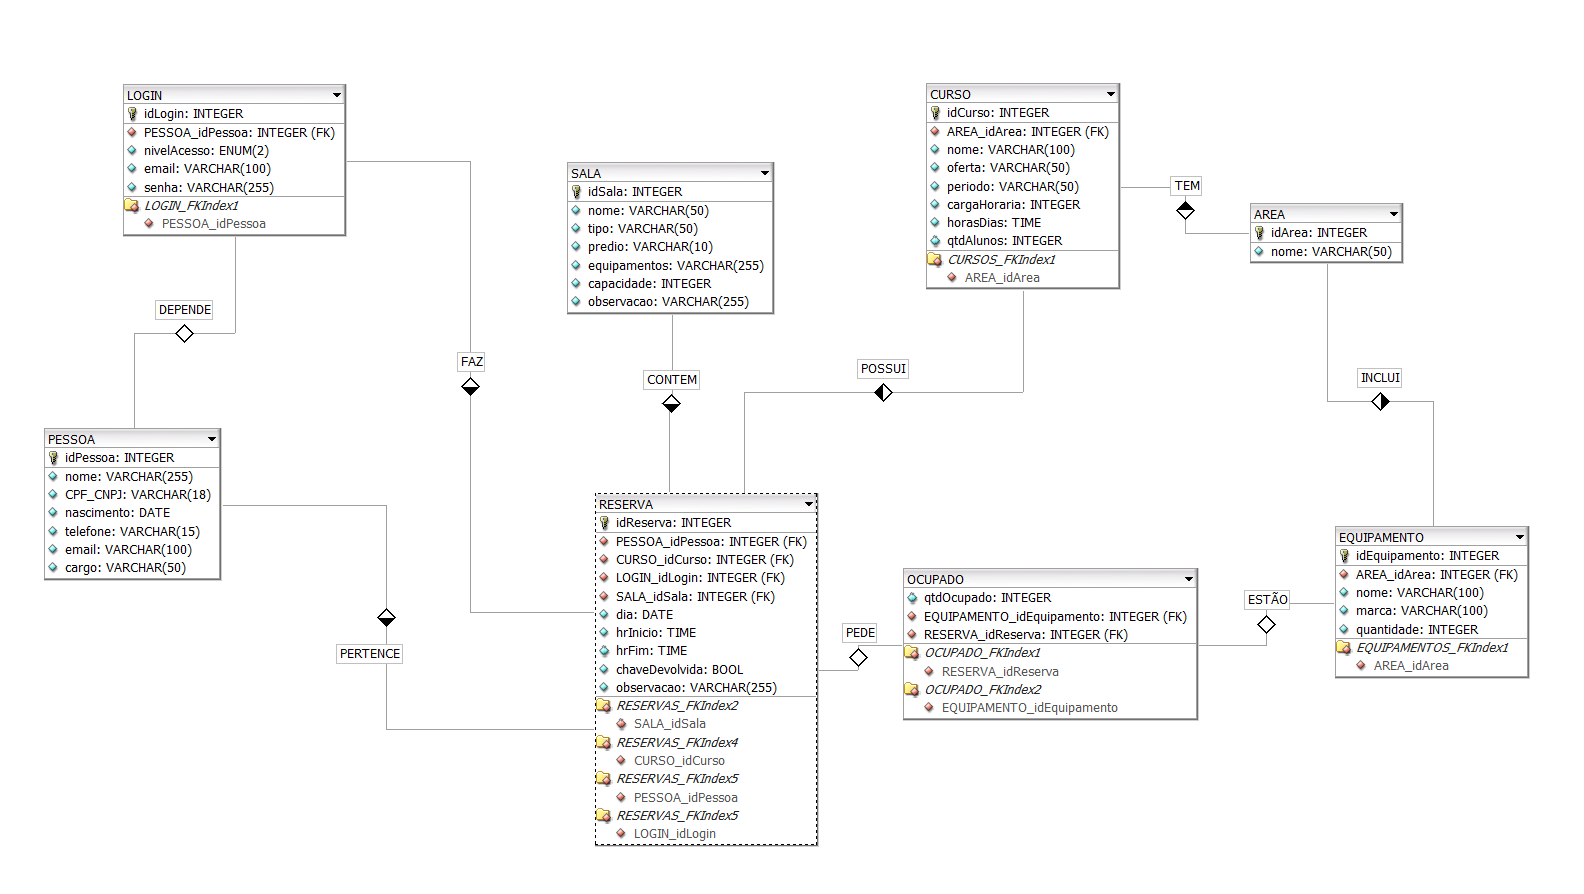 LOGIN
idLogin: INTEGER
PESSOA_idPessoa: INTEGER (FK)
nivelAcesso: ENUM(2)
email: VARCHAR(100)
senha: VARCHAR(255)
LOGIN_FKIndex1
PESSOA_idPessoa
SALA
idSala: INTEGER
nome: VARCHAR(50)
tipo: VARCHAR(50)
predio: VARCHAR(10)
equipamentos: VARCHAR(255)
capacidade: INTEGER
observacao: VARCHAR(255)
CURSO
idCurso: INTEGER
AREA_idArea: INTEGER (FK)
nome: VARCHAR(100)
oferta: VARCHAR(50)
periodo: VARCHAR(50)
cargaHoraria: INTEGER
horasDias: TIME
qtdAlunos: INTEGER
CURSOS_FKIndex1
AREA_idArea
TEM
AREA
idArea: INTEGER
nome: VARCHAR(50)
DEPENDE
FAZ
CONTEM
POSSUI
INCLUI
PESSOA
idPessoa: INTEGER
nome: VARCHAR(255)
CPF_CNPJ: VARCHAR(18)
nascimento: DATE
telefone: VARCHAR(15)
email: VARCHAR(100)
cargo: VARCHAR(50)
PERTENCE
RESERVA
idReserva: INTEGER
PESSOA_idPessoa: INTEGER (FK)
CURSO_idCurso: INTEGER (FK)
LOGIN_idLogin: INTEGER (FK)
SALA_idSala: INTEGER (FK)
dia: DATE
hrInicio: TIME
hrFim: TIME
chaveDevolvida: BOOL
observacao: VARCHAR(255)
RESERVAS_FKIndex2
SALA_idSala
RESERVAS_FKIndex4
CURSO_idCurso
RESERVAS_FKIndex5
PESSOA_idPessoa
RESERVAS_FKIndex5
LOGIN_idLogin
PEDE
OCUPADO
qtdOcupado: INTEGER
EQUIPAMENTO_idEquipamento: INTEGER (FK)
RESERVA_idReserva: INTEGER (FK)
OCUPADO_FKIndex1
RESERVA_idReserva
OCUPADO_FKIndex2
EQUIPAMENTO_idEquipamento
ESTÃO
EQUIPAMENTO
idEquipamento: INTEGER
AREA_idArea: INTEGER (FK)
nome: VARCHAR(100)
marca: VARCHAR(100)
quantidade: INTEGER
EQUIPAMENTOS_FKIndex1
AREA_idArea